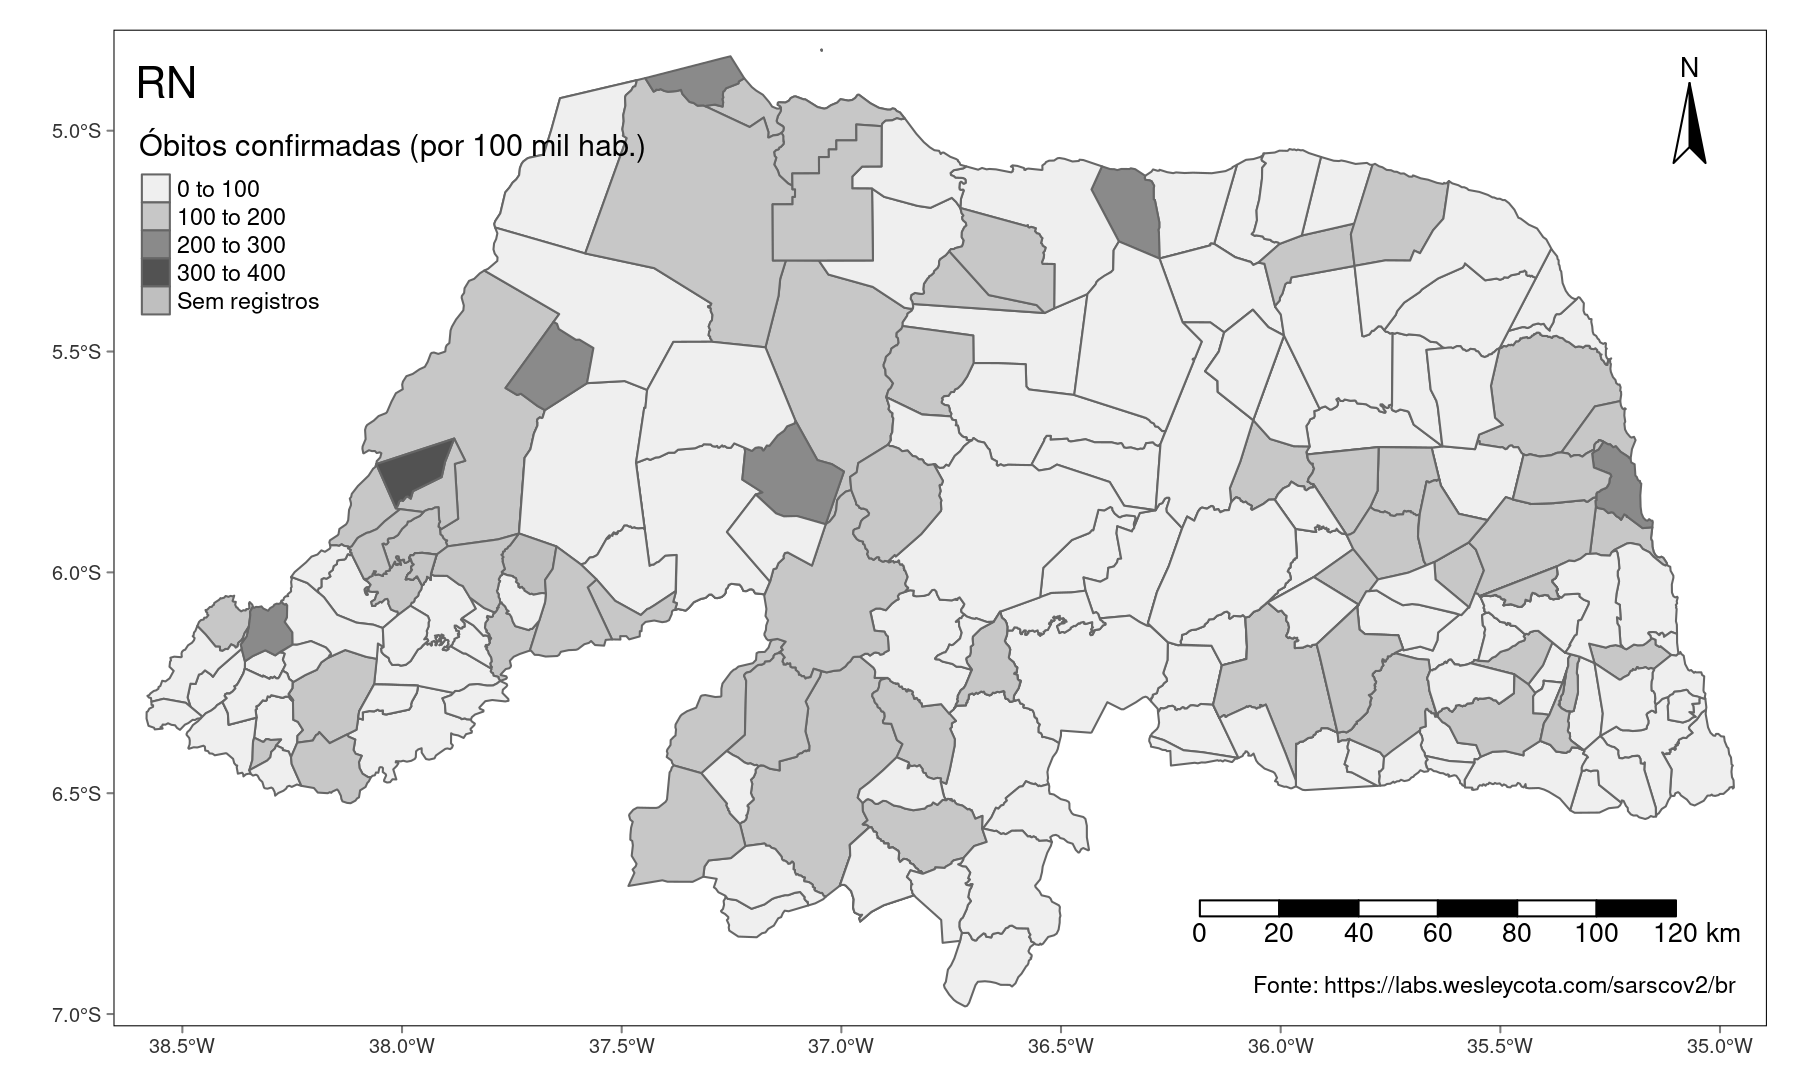 RN
N
Óbitos confirmadas (por 100 mil hab.)
0 to 100
100 to 200
200 to 300
300 to 400
Sem registros
5.0°S
5.5°S
6.0°S
6.5°S
7.0°S
0 20 40 60 80 100 120 km
Fonte: https://labs.wesleycota.com/sarscov2/br
38.5°W 38.0°W 37.5°W 37.0°W 36.5°W 36.0°W 35.5°W 35.0°W